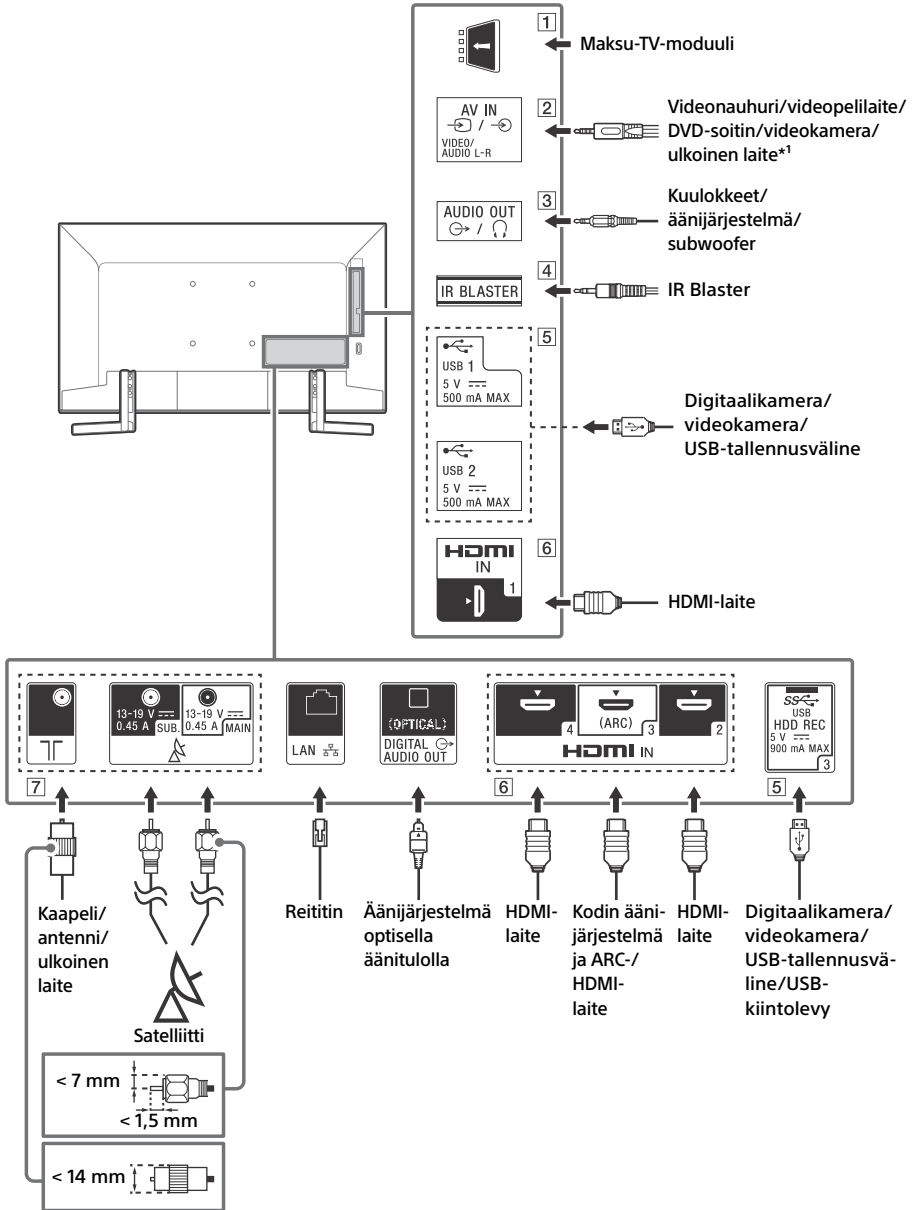 1
Maksu-TV-moduuli
AV IN
/
VIDEO/
AUDIO L-R
2
Videonauhuri/videopelilaite/
DVD-soitin/videokamera/
ulkoinen laite*1
AUDIO OUT
/
3
Kuulokkeet/
äänijärjestelmä/
subwoofer
4
IR BLASTER
IR Blaster
5
USB 1
5 V
500 mA MAX
USB 2
5 V
500 mA MAX
Digitaalikamera/
videokamera/
USB-tallennusväline
HDMI
IN
1
6
HDMI-laite
13-19 V
0.45 A
SUB.
13-19 V
0.45 A
MAIN
LAN
(OPTICAL)
DIGITAL
AUDIO OUT
4
(ARC)
3
2
HDMI IN
SS
USB
HDD REC
5 V
900 mA MAX
3
7
6
5
Kaapeli/
antenni/
ulkoinen
laite
Satelliitti
Reititin
Äänijärjestelmä
optisella
äänitulolla
HDMI-
laite
Kodin ääni-
järjestelmä
ja ARC-/
HDMI-
laite
HDMI-
laite
Digitaalikamera/
videokamera/
USB-tallennusvä-
line/USB-
kiintolevy
< 7 mm
< 1,5 mm
< 14 mm